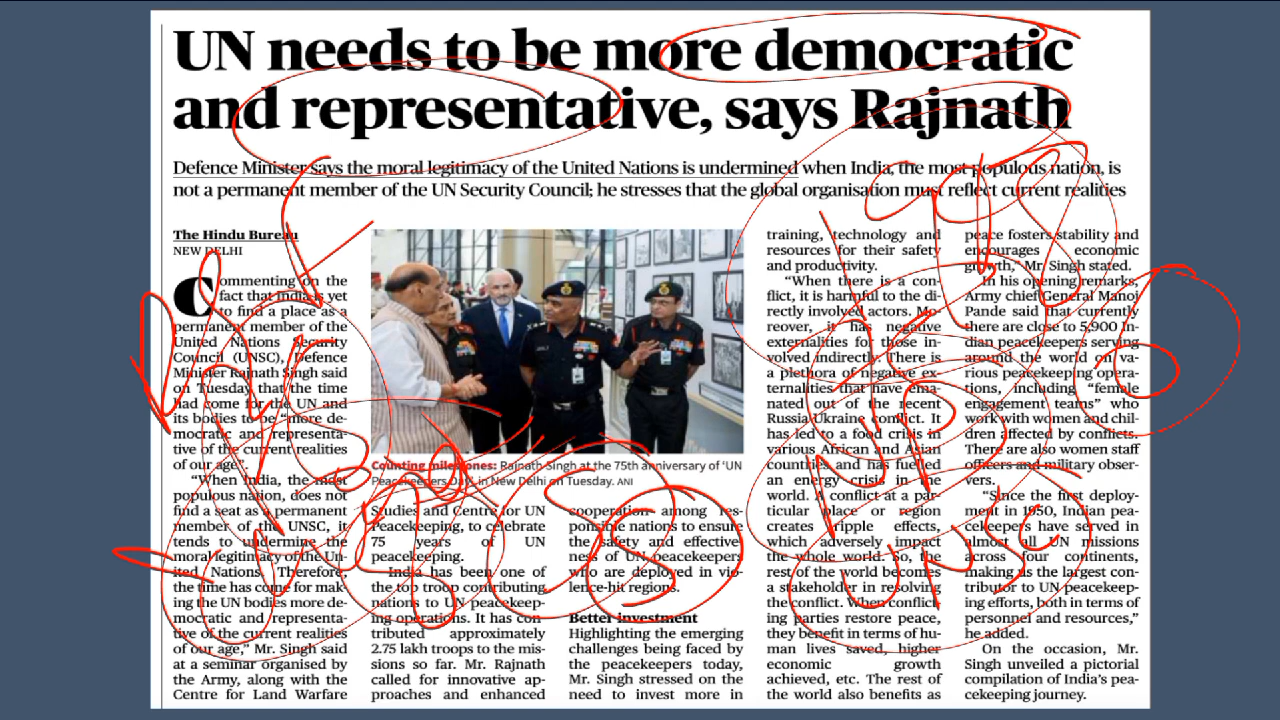 UN needs to be more democratic
and representative, says Rajnath
Defence Minister says the moral legitimacy of the United Nations is undermined when India, the most populous nation, is
not a permanent member of the UN Security Council; he stresses that the global organisation must reflect current realities
The Hindu Bureau
NEW DELHI
Commenting on the
fact that India is yet
to find a place as a
permanent member of the
United Nations Security
Council (UNSC), Defence
Minister Rajnath Singh said
on Tuesday that the time
had come for the UN and
its bodies to be “more de-
mocratic and representa-
tive of the current realities
of our age”.
“When India, the most
populous nation, does not
find a seat as a permanent
member of the UNSC, it
tends to undermine the
moral legitimacy of the Un-
ited Nations. Therefore,
the time has come for mak-
ing the UN bodies more de-
mocratic and representa-
tive of the current realities
of our age,” Mr. Singh said
at a seminar organised by
the Army, along with the
Centre for Land Warfare
Counting milestones: Rajnath Singh at the 75th anniversary of ‘UN
Peacekeepers Day’, in New Delhi on Tuesday. ANI
Studies and Centre for UN
Peacekeeping, to celebrate
75 years of UN
peacekeeping.
India has been one of
the top troop contributing
nations to UN peacekeep-
ing operations. It has con-
tributed approximately
2.75 lakh troops to the mis-
sions so far. Mr. Rajnath
called for innovative ap-
proaches and enhanced
cooperation among res-
ponsible nations to ensure
the safety and effective-
ness of UN peacekeepers
who are deployed in vio-
lence-hit regions.
Better investment
Highlighting the emerging
challenges being faced by
the peacekeepers today,
Mr. Singh stressed on the
need to invest more in
training, technology and
resources for their safety
and productivity.
“When there is a con-
flict, it is harmful to the di-
rectly involved actors. Mo-
reover, it has negative
externalities for those in-
volved indirectly. There is
a plethora of negative ex-
ternalities that have ema-
nated out of the recent
Russia-Ukraine conflict. It
has led to a food crisis in
various African and Asian
countries and has fuelled
an energy crisis in the
world. A conflict at a par-
ticular place or region
creates ripple effects,
which adversely impact
the whole world. So, the
rest of the world becomes
a stakeholder in resolving
the conflict. When conflict-
ing parties restore peace,
they benefit in terms of hu-
man lives saved, higher
economic growth
achieved, etc. The rest of
the world also benefits as
peace fosters stability and
encourages economic
growth,” Mr. Singh stated.
In his opening remarks,
Army chief General Manoj
Pande said that currently
there are close to 5,900 In-
dian peacekeepers serving
around the world on va-
rious peacekeeping opera-
tions, including “female
engagement teams” who
work with women and chil-
dren affected by conflicts.
There are also women staff
officers and military obser-
vers.
“Since the first deploy-
ment in 1950, Indian pea-
cekeepers have served in
almost all UN missions
across four continents,
making us the largest con-
tributor to UN peacekeep-
ing efforts, both in terms of
personnel and resources,”
he added.
On the occasion, Mr.
Singh unveiled a pictorial
compilation of India’s pea-
cekeeping journey.